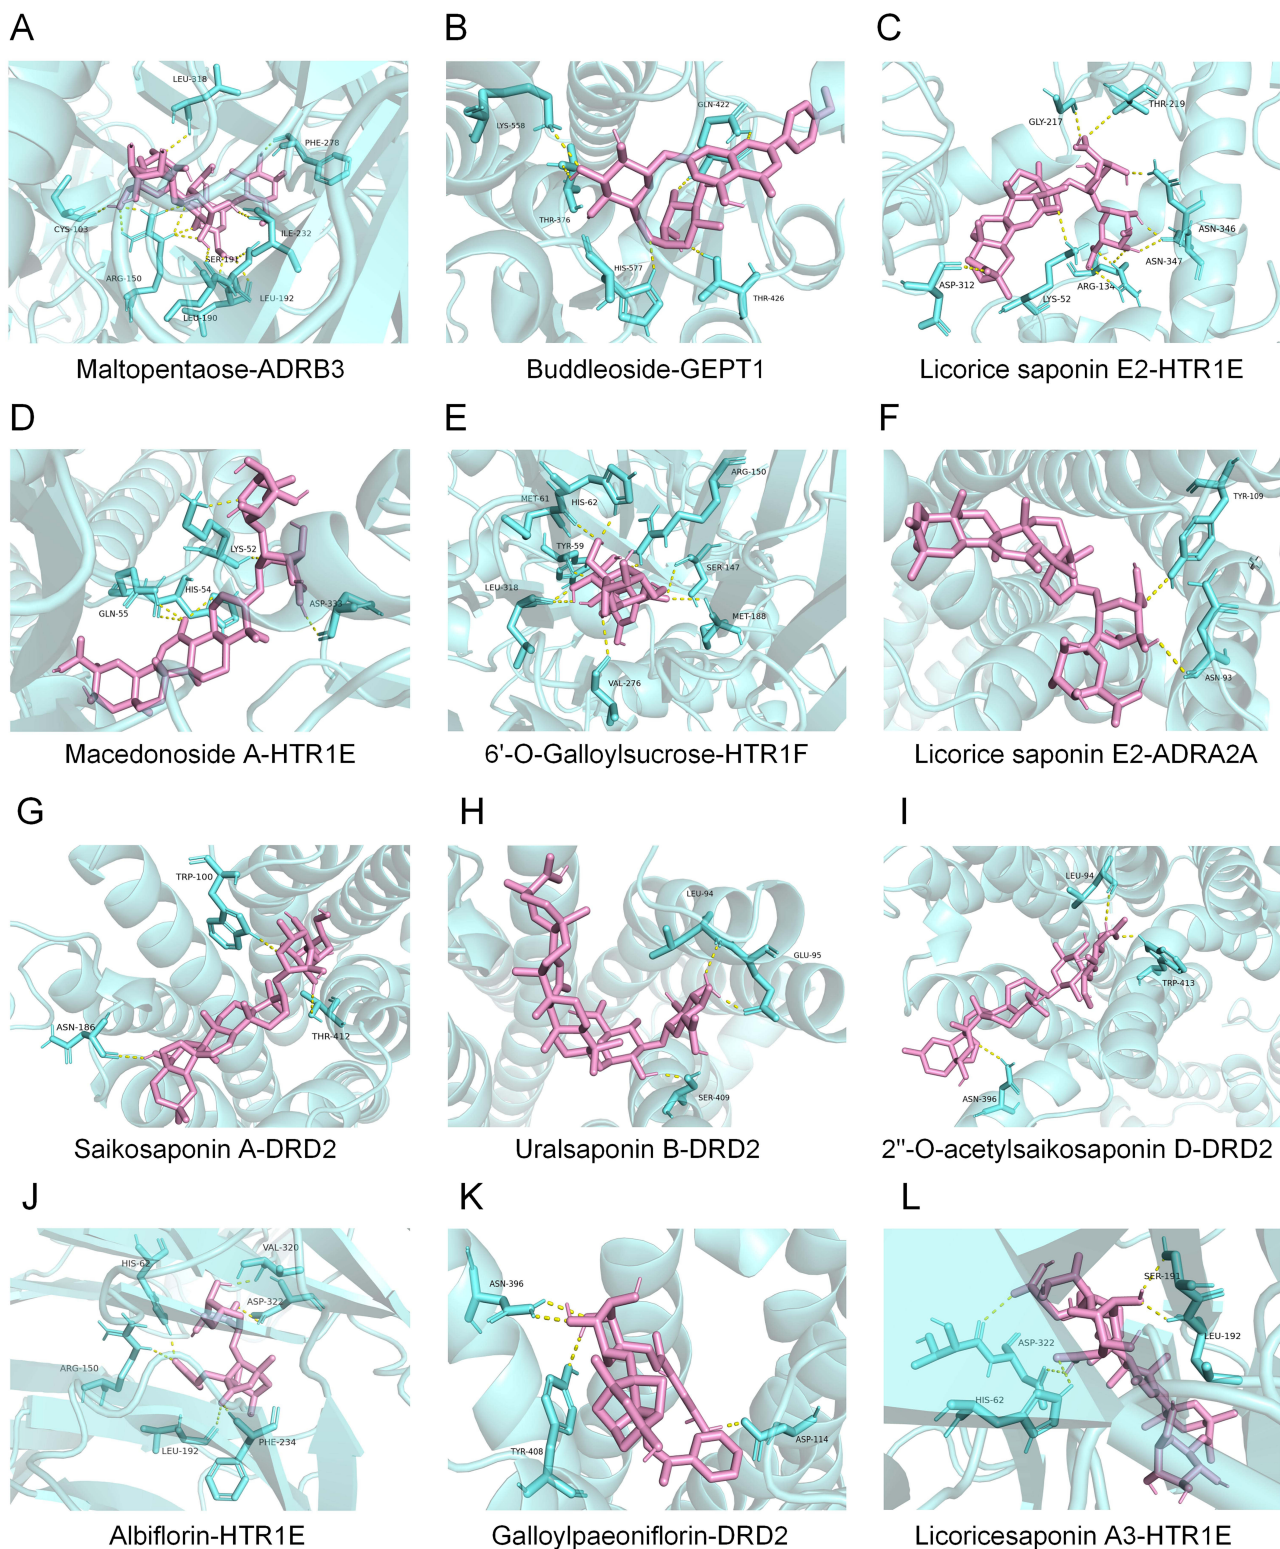 A
B
C
LEU-318
PHE-278
CYS-103
ILE-232
SER-191
ARG-150
LEU-192
LEU-190
GLN-422
LYS-558
THR-376
HIS-577
THR-426
THR-219
GLY-217
ASN-346
ASN-347
ASP-312
ARG-134
LYS-52
Maltopentaose-ADRB3
Buddleoside-GEPT1
Licorice saponin E2-HTR1E
D
E
F
LYS-52
HIS-54
GLN-55
ASP-333
ARG-150
MET-61
HIS-62
TYR-59
SER-147
LEU-318
MET-188
VAL-276
TYR-109
ASN-93
Macedonoside A-HTR1E
6'-O-Galloylsucrose-HTR1F
Licorice saponin E2-ADRA2A
G
H
I
TRP-100
ASN-186
THR-412
LEU-94
GLU-95
SER-409
LEU-94
TRP-413
ASN-396
Saikosaponin A-DRD2
Uralsaponin B-DRD2
2"-O-acetylsaikosaponin D-DRD2
J
K
L
VAL-320
HIS-62
ASP-322
ARG-150
LEU-192
PHE-234
ASN-396
TYR-408
ASP-114
SER-191
LEU-192
ASP-322
HIS-62
Albiflorin-HTR1E
Galloylpaeoniflorin-DRD2
Licoricesaponin A3-HTR1E